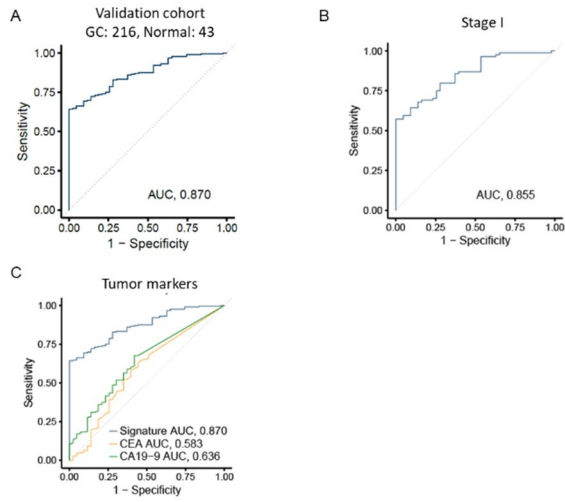 A
Validation cohort
GC: 216, Normal: 43
Sensitivity
1.00
0.75
0.50
0.25
0.00
AUC, 0.870
0.00 0.25 0.50 0.75 1.00
1 − Specificity
B
Stage I
Sensitivity
1.00
0.75
0.50
0.25
0.00
AUC, 0.855
0.00 0.25 0.50 0.75 1.00
1 − Specificity
C
Tumor markers
Sensitivity
1.00
0.75
0.50
0.25
0.00
Signature AUC, 0.870
CEA AUC, 0.583
CA19−9 AUC, 0.636
0.00 0.25 0.50 0.75 1.00
1 − Specificity